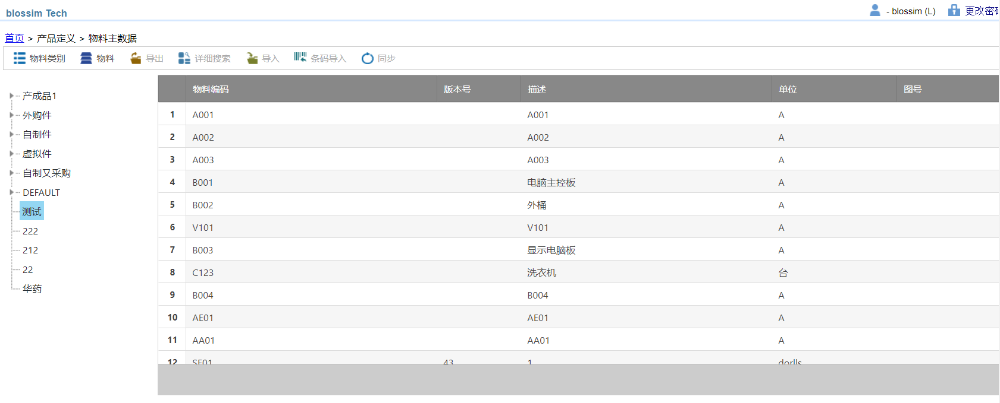 blossim Tech
- blossim (L) 更改密码
首页 > 产品定义 > 物料主数据
物料类别 物料 导出 详细搜索 导入 条码导入 同步
产成品1
外购件
自制件
虚拟件
自制又采购
DEFAULT
测试
222
212
22
华药
物料编码 版本号 描述 单位 图号
1 A001 A001 A
2 A002 A002 A
3 A003 A003 A
4 B001 电脑主控板 A
5 B002 外桶 A
6 V101 V101 A
7 B003 显示电脑板 A
8 C123 洗衣机 台
9 B004 B004 A
10 AE01 AE01 A
11 AA01 AA01 A
12 SF01 43 1 dorlls